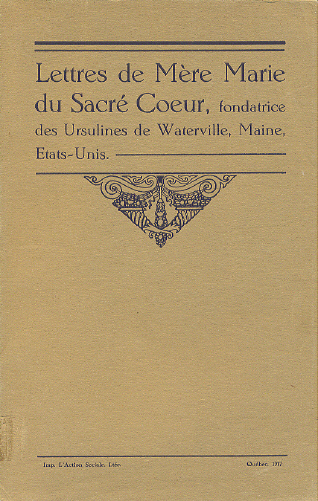 Lettres de Mère Marie
du Sacré Coeur, fondatrice
des Ursulines de Waterville, Maine,
Etats-Unis.
Imp. L'Action Sociale, Ltée. Québec,